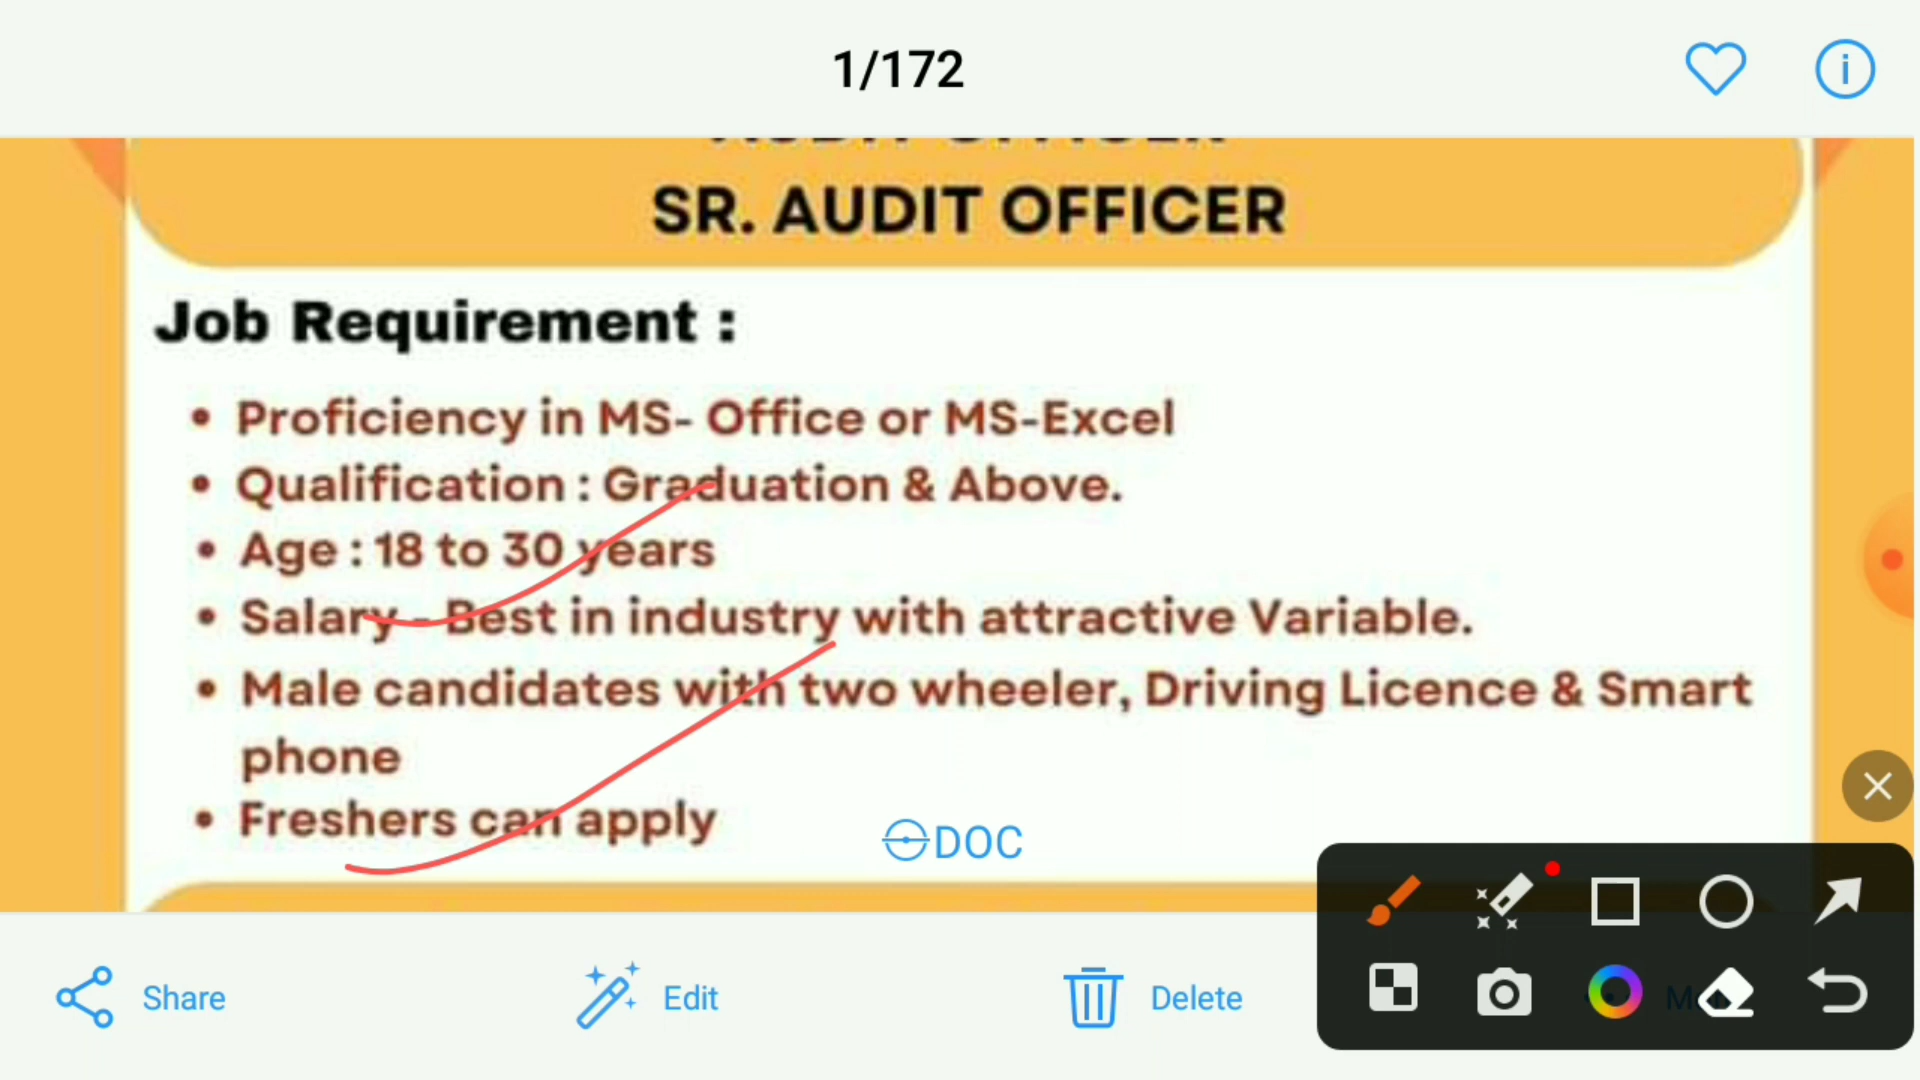 1/172
AUDIT OFFICER
SR. AUDIT OFFICER
Job Requirement :
• Proficiency in MS- Office or MS-Excel
• Qualification : Graduation & Above.
• Age : 18 to 30 years
• Salary - Best in industry with attractive Variable.
• Male candidates with two wheeler, Driving Licence & Smart
phone
• Freshers can apply
DOC
Share
Edit
Delete